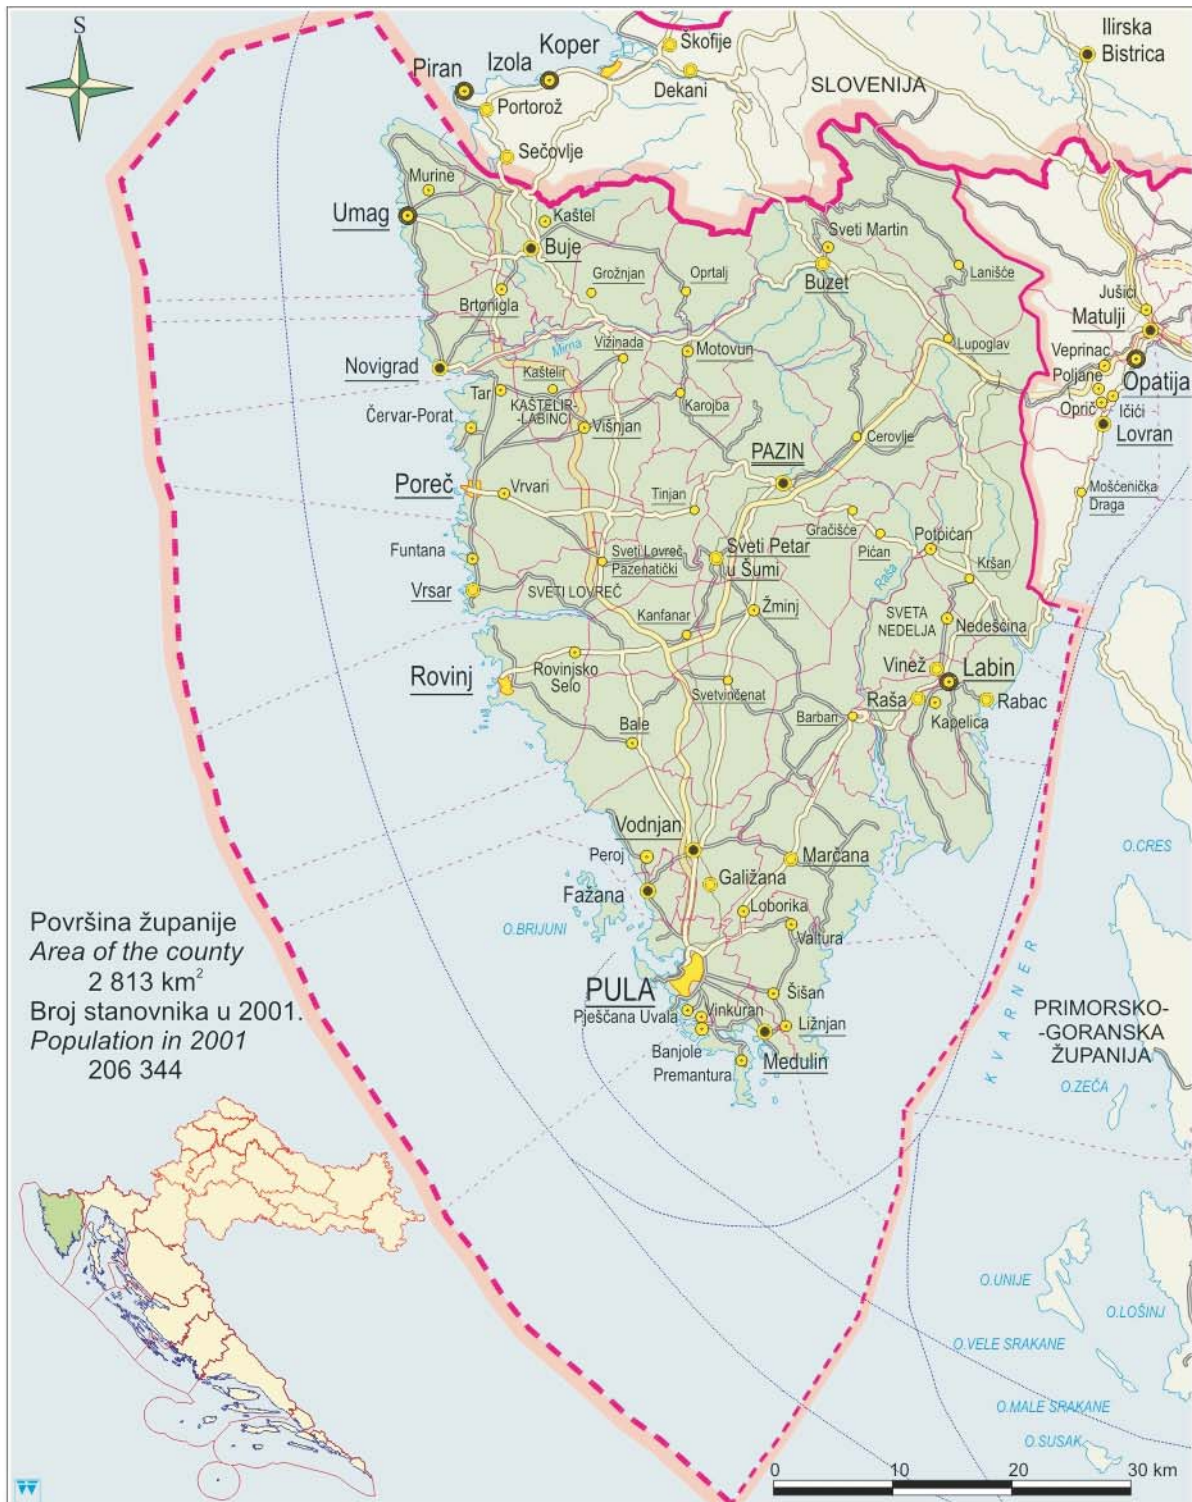 S
Ilirska
Bistrica
Koper
Škofije
Izola
Piran
Dekani
SLOVENIJA
Portorož
Sečovlje
Murine
Umag
Kaštel
Buje
Sveti Martin
Buzet
Lanišće
Grožnjan
Oprtalj
Brtonigla
Jušići
Matulji
Mirna
Vižinada
Motovun
Lupoglav
Veprinac
Novigrad
Kaštelir
Poljane
Opatija
Tar
KAŠTELIR-
-LABINCI
Karojba
Oprič
Ičići
Červar-Porat
Višnjan
Cerovlje
Lovran
PAZIN
Poreč
Vrvari
Tinjan
Mošćenička
Draga
Gračišće
Pićan
Potpićan
Funtana
Sveti Lovreč
Pazenatički
Sveti Petar
u Šumi
Raša
Kršan
Vrsar
SVETI LOVREČ
Kanfanar
Žminj
SVETA
NEDELJA
Nedešćina
Rovinjsko
Selo
Vinež
Labin
Rovinj
Svetvinčenat
Raša
Rabac
Bale
Barban
Kapelica
Vodnjan
Peroj
Marčana
O.CRES
Galižana
Fažana
Loborika
O.BRIJUNI
Valtura
Površina županije
Area of the county
2 813 km²
Broj stanovnika u 2001.
Population in 2001
206 344
PULA
Šišan
Pješčana Uvala
Vinkuran
Ližnjan
Banjole
Medulin
Premantura
KVARNER
PRIMORSKO-
-GORANSKA
ŽUPANIJA
O.ZEČA
O.UNIJE
O.LOŠINJ
O.VELE SRAKANE
O.MALE SRAKANE
O.SUSAK
0 10 20 30 km